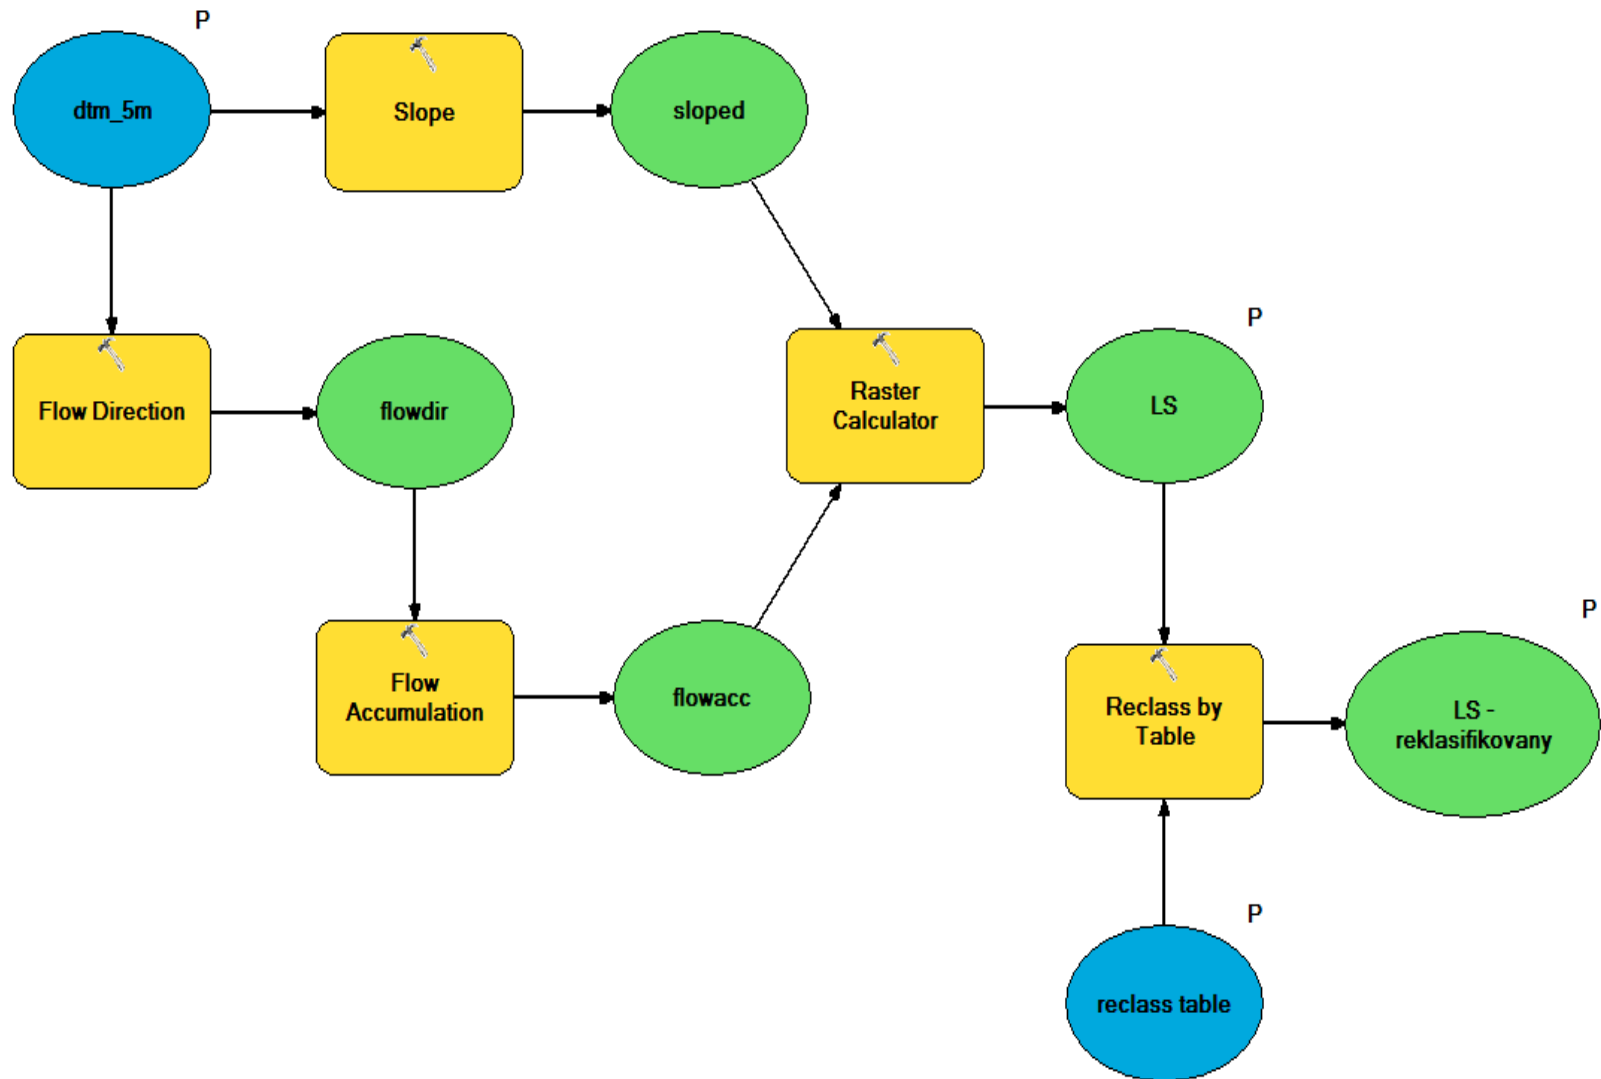 P
dtm_5m
Slope
sloped
P
Flow Direction
flowdir
Raster
Calculator
LS
P
Flow
Accumulation
flowacc
Reclass by
Table
LS -
reklasifikovany
P
reclass table